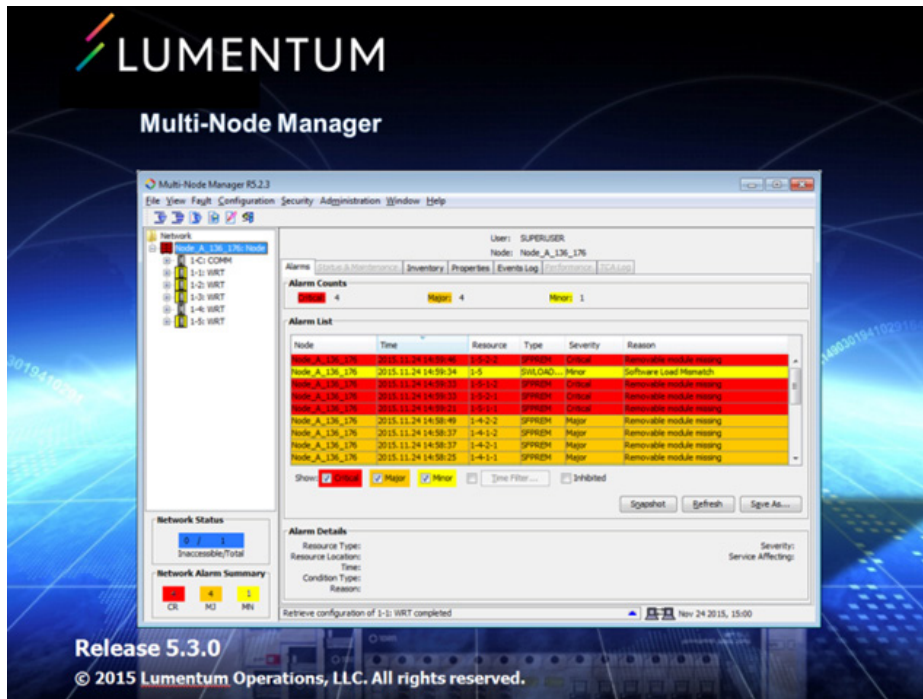 LUMENTUM
Multi-Node Manager
Multi-Node Manager R5.2.3
File View Fault Configuration Security Administration Window Help
Network
Node_A_136_176: Node
1-C: COMM
1-1: WRT
1-2: WRT
1-3: WRT
1-4: WRT
1-5: WRT
User: SUPERUSER
Node: Node_A_136_176
Alarms Status & Maintenance Inventory Properties Events Log Performance TCA Log
Alarm Counts
Critical: 4 Major: 4 Minor: 1
Alarm List
Node Time Resource Type Severity Reason
Node_A_136_176 2015.11.24 14:59:46 1-5-2-2 SFPREM Critical Removable module missing
Node_A_136_176 2015.11.24 14:59:34 1-5 SWLOAD... Minor Software Load Mismatch
Node_A_136_176 2015.11.24 14:59:33 1-5-1-2 SFPREM Critical Removable module missing
Node_A_136_176 2015.11.24 14:59:33 1-5-2-1 SFPREM Critical Removable module missing
Node_A_136_176 2015.11.24 14:59:21 1-5-1-1 SFPREM Critical Removable module missing
Node_A_136_176 2015.11.24 14:58:49 1-4-2-2 SFPREM Major Removable module missing
Node_A_136_176 2015.11.24 14:58:37 1-4-1-2 SFPREM Major Removable module missing
Node_A_136_176 2015.11.24 14:58:37 1-4-2-1 SFPREM Major Removable module missing
Node_A_136_176 2015.11.24 14:58:25 1-4-1-1 SFPREM Major Removable module missing
Show: Critical Major Minor Time Filter... Inhibited
Snapshot Refresh Save As...
Network Status
0 / 1
Inaccessible/Total
Network Alarm Summary
4 4 1
CR MJ MN
Alarm Details
Resource Type: Severity:
Resource Location: Service Affecting:
Time:
Condition Type:
Reason:
Retrieve configuration of 1-1: WRT completed Nov 24 2015, 15:00
Release 5.3.0
© 2015 Lumentum Operations, LLC. All rights reserved.